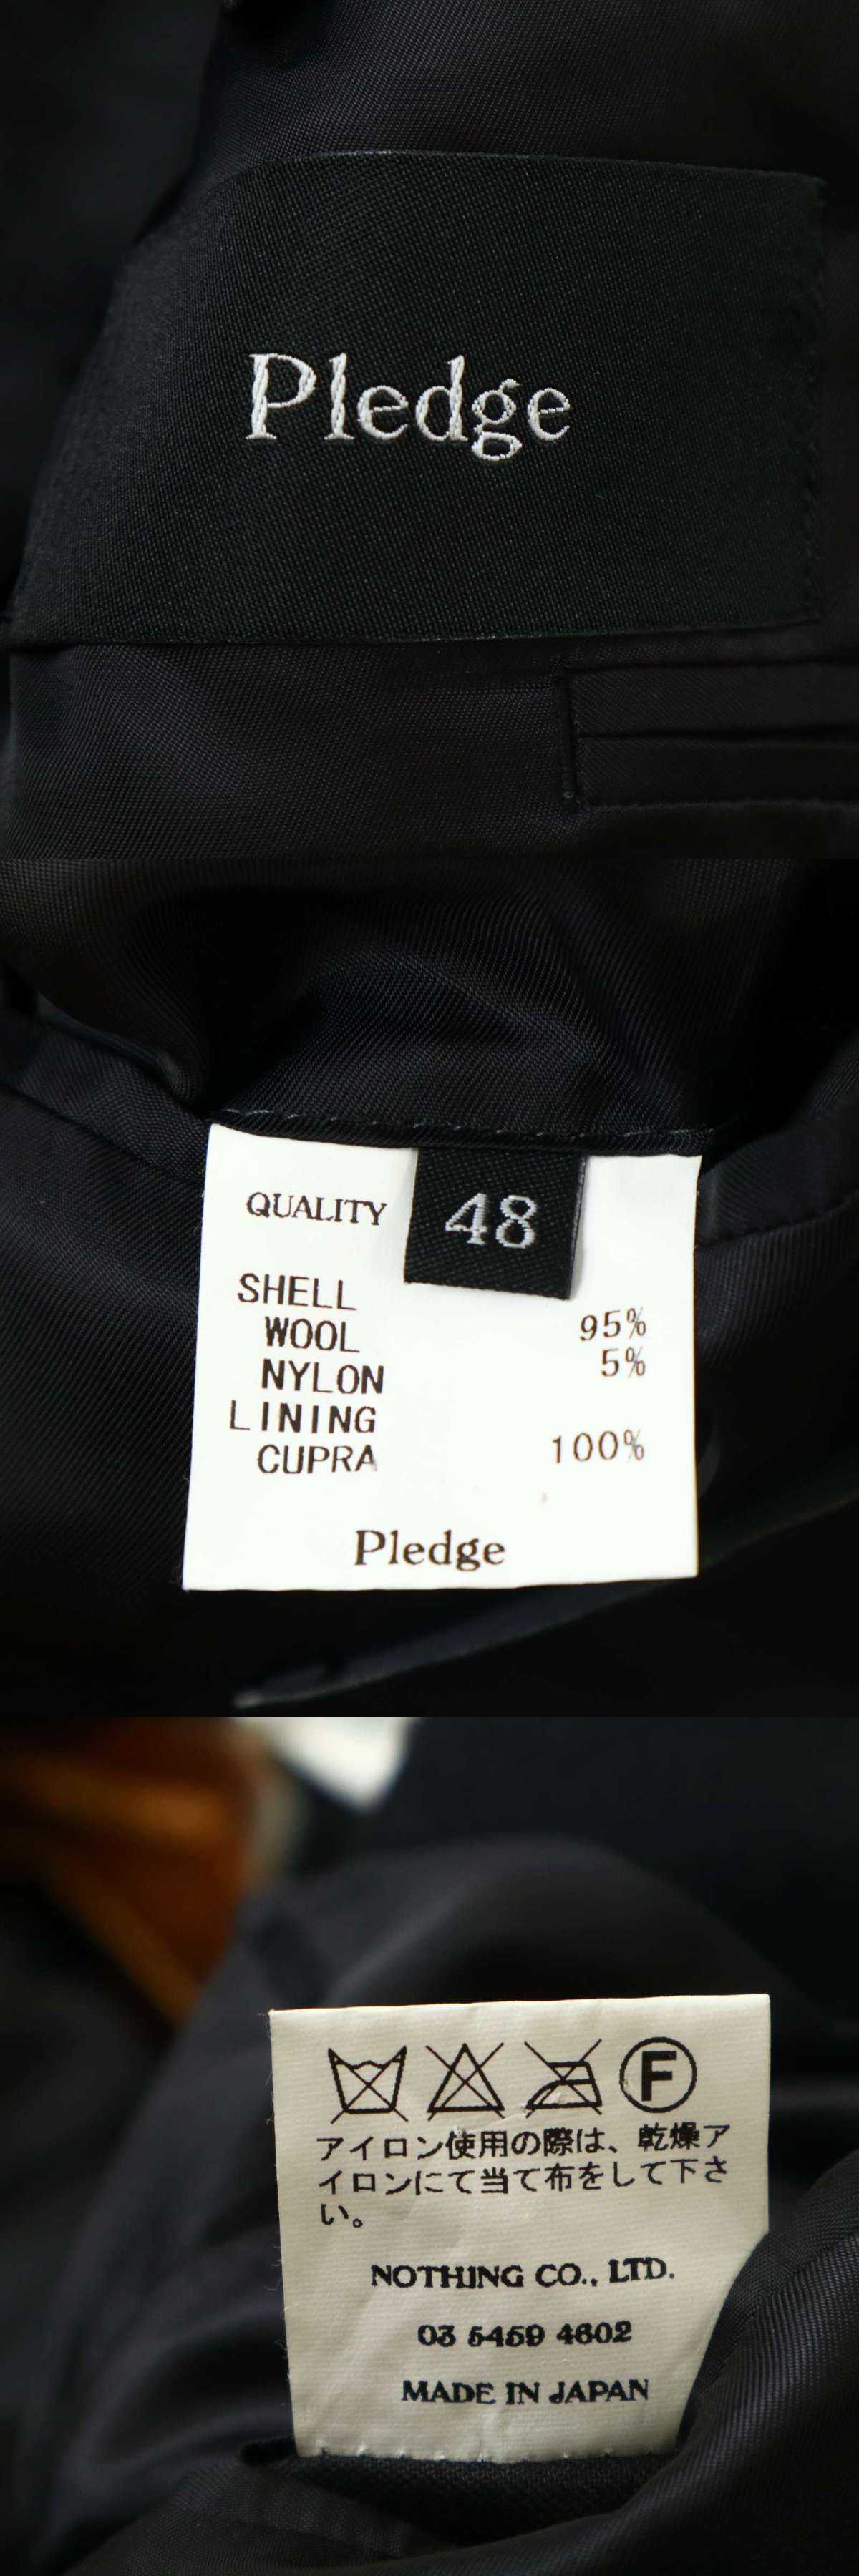 Pledge
QUALITY
48
SHELL
WOOL 95%
NYLON 5%
LINING
CUPRA 100%
Pledge
F
アイロン使用の際は、乾燥ア
イロンにて当て布をして下さ
い。
NOTHING CO., LTD.
03 5459 4602
MADE IN JAPAN